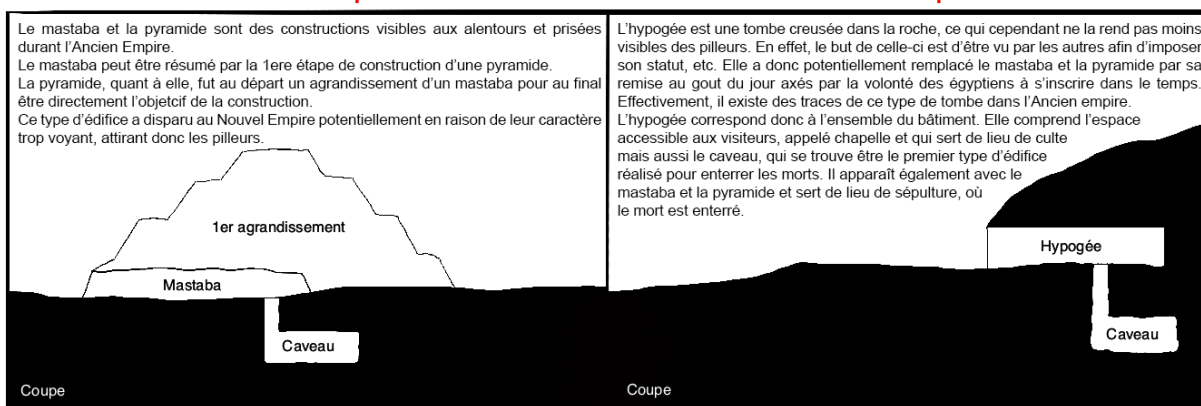 Le mastaba et la pyramide sont des constructions visibles aux alentours et prisées
durant l'Ancien Empire.
Le mastaba peut être résumé par la 1ere étape de construction d'une pyramide.
La pyramide, quant à elle, fut au départ un agrandissement d'un mastaba pour au final
être directement l'objetcif de la construction.
Ce type d'édifice a disparu au Nouvel Empire potentiellement en raison de leur caractère
trop voyant, attirant donc les pilleurs.
1er agrandissement
Mastaba
Caveau
Coupe
L'hypogée est une tombe creusée dans la roche, ce qui cependant ne la rend pas moins
visibles des pilleurs. En effet, le but de celle-ci est d'être vu par les autres afin d'imposer
son statut, etc. Elle a donc potentiellement remplacé le mastaba et la pyramide par sa
remise au gout du jour axés par la volonté des égyptiens à s'inscrire dans le temps.
Effectivement, il existe des traces de ce type de tombe dans l'Ancien empire.
L'hypogée correspond donc à l'ensemble du bâtiment. Elle comprend l'espace
accessible aux visiteurs, appelé chapelle et qui sert de lieu de culte
mais aussi le caveau, qui se trouve être le premier type d'édifice
réalisé pour enterrer les morts. Il apparaît également avec le
mastaba et la pyramide et sert de lieu de sépulture, où
le mort est enterré.
Hypogée
Caveau
Coupe